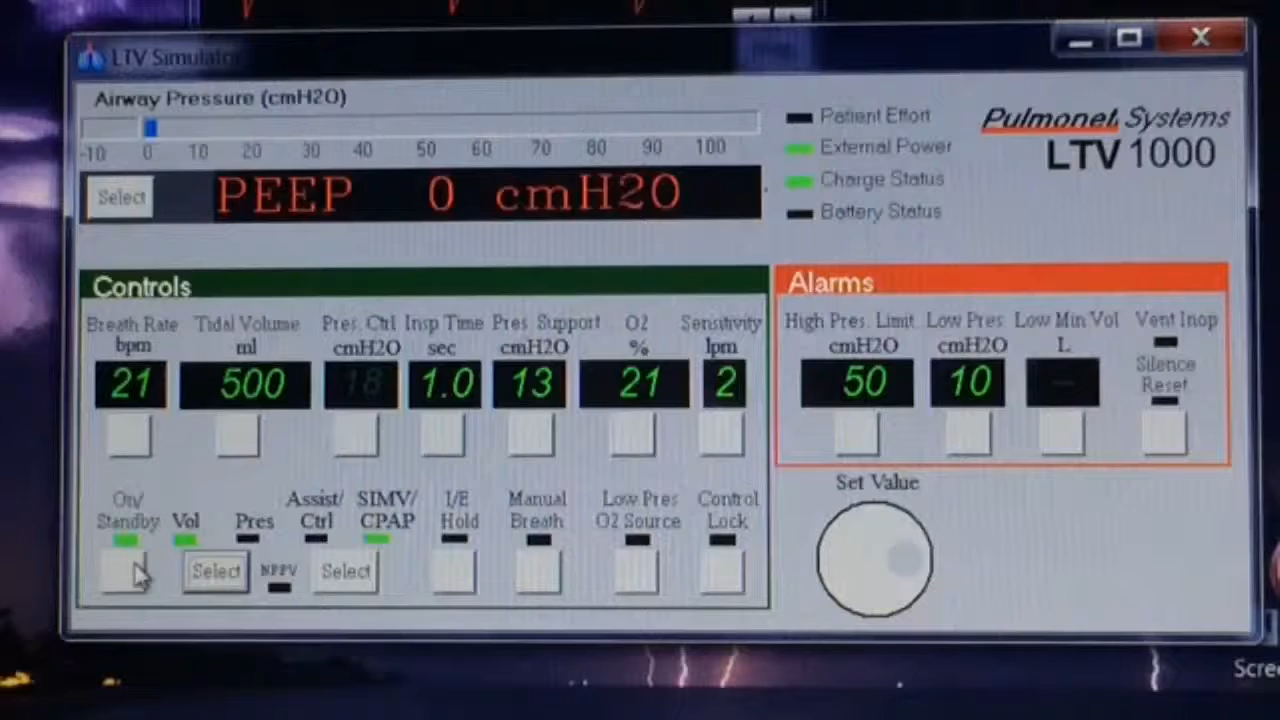 LTV Simulator
Airway Pressure (cmH2O)
-10 0 10 20 30 40 50 60 70 80 90 100
Select
PEEP 0 cmH2O
Patient Effort
External Power
Charge Status
Battery Status
Pulmonet Systems
LTV 1000
Controls
Breath Rate Tidal Volume Pres. Ctrl Insp Time Pres. Support O2 Sensitivity
bpm ml cmH2O sec cmH2O % lpm
21 500 18 1.0 13 21 2
On/ Standby
Vol
Pres
Assist/ Ctrl
SIMV/ CPAP
I/E Hold
Manual Breath
Low Pres O2 Source
Control Lock
Select
NPPV
Select
Alarms
High Pres. Limit Low Pres Low Min Vol Vent Inop
cmH2O cmH2O L
50 10 --
Silence
Reset
Set Value